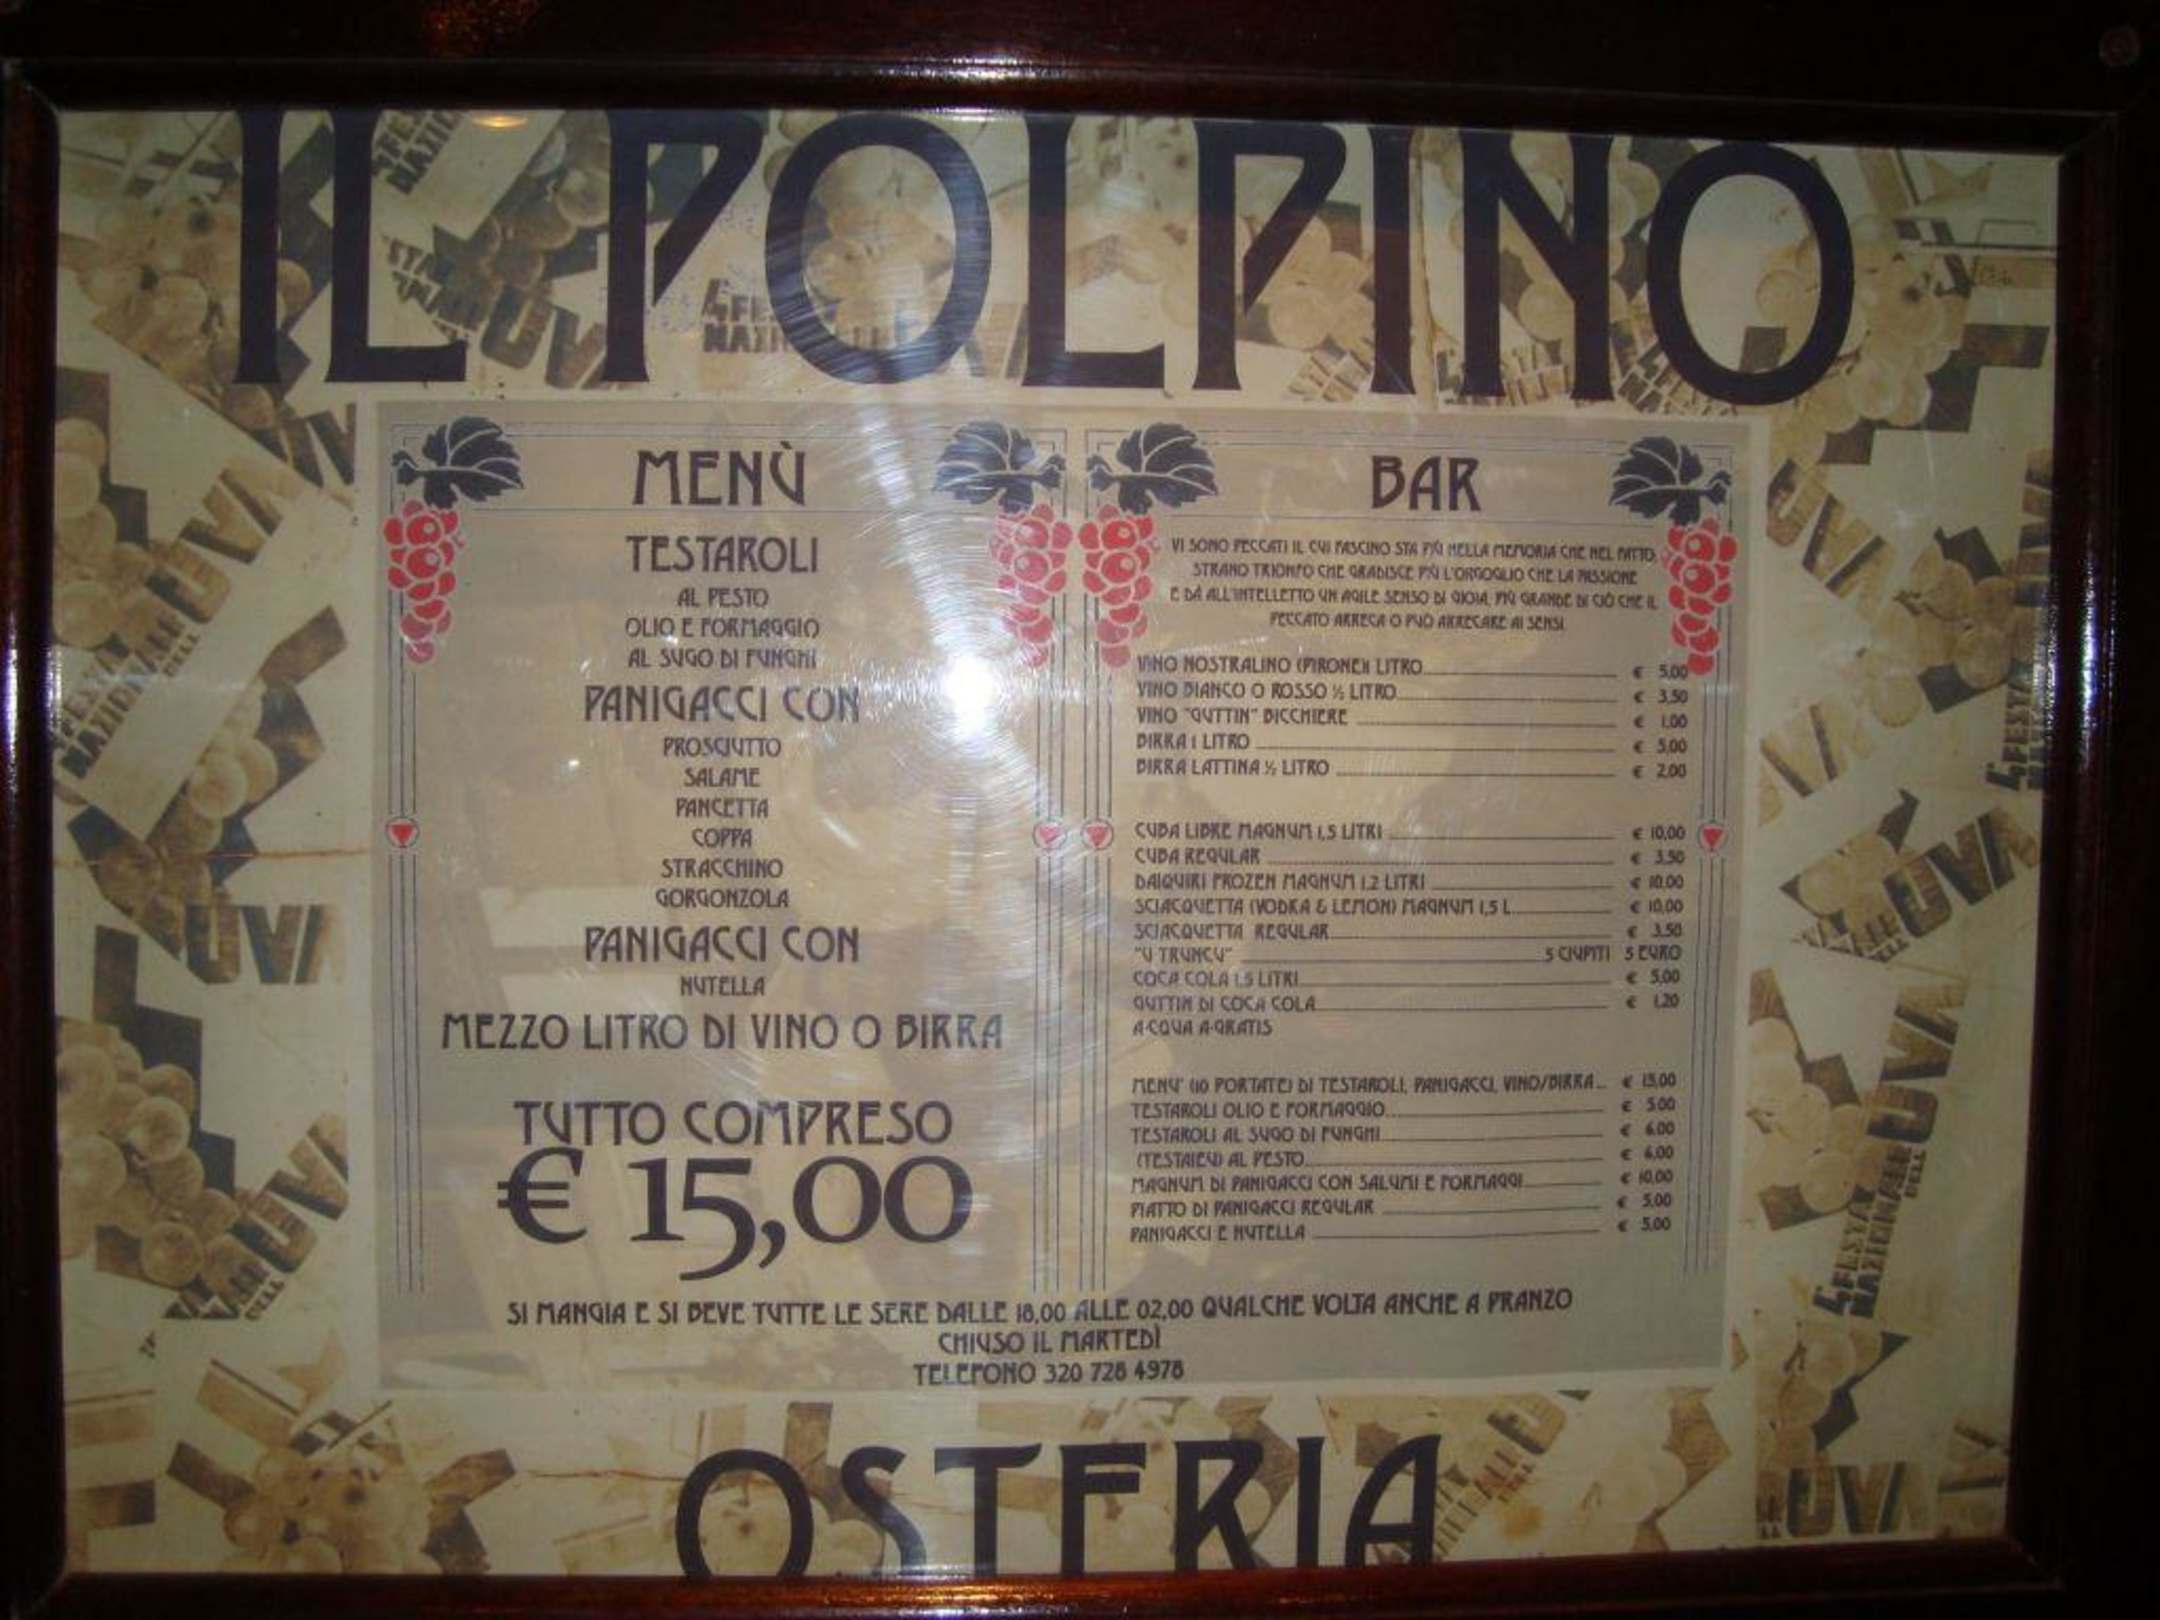 IL POLPINO
MENÙ
TESTAROLI
AL PESTO
OLIO E FORMAGGIO
AL SUGO DI FUNGHI
PANIGACCI CON
PROSCIUTTO
SALAME
PANCETTA
COPPA
STRACCHINO
GORGONZOLA
PANIGACCI CON
NUTELLA
MEZZO LITRO DI VINO O BIRRA
TUTTO COMPRESO
€ 15,00
BAR
VI SONO PECCATI IL CUI FASCINO STA PIÙ NELLA MEMORIA CHE NEL FATTO,
STRANO TRIONFO CHE GRADISCE PIÙ L'ORGOGLIO CHE LA PASSIONE
E DÀ ALL'INTELLETTO UN AGILE SENSO DI GIOIA, PIÙ GRANDE DI CIÒ CHE IL
PECCATO ARRECA O PUÒ ARRECARE AI SENSI.
VINO NOSTRALINO (PIRONE)1 LITRO € 5,00
VINO BIANCO O ROSSO ½ LITRO € 3,50
VINO "GUTTIN" BICCHIERE € 1,00
BIRRA 1 LITRO € 5,00
BIRRA LATTINA ½ LITRO € 2,00
CUBA LIBRE MAGNUM 1,5 LITRI € 10,00
CUBA REGULAR € 3,50
DAIQUIRI FROZEN MAGNUM 1,2 LITRI € 10,00
SCIACQUETTA (VODKA & LEMON) MAGNUM 1,5 L € 10,00
SCIACQUETTA REGULAR € 3,50
"U TRUNCU" 5 CIUPITI 5 EURO
COCA COLA 1,5 LITRI € 5,00
GUTTIN DI COCA COLA € 1,20
A-CQUA A-GRATIS
MENU' (10 PORTATE) DI TESTAROLI, PANIGACCI, VINO/BIRRA € 15,00
TESTAROLI OLIO E FORMAGGIO € 5,00
TESTAROLI AL SUGO DI FUNGHI € 6,00
(TESTAIEU) AL PESTO € 6,00
MAGNUM DI PANIGACCI CON SALUMI E FORMAGGI € 10,00
PIATTO DI PANIGACCI REGULAR € 5,00
PANIGACCI E NUTELLA € 5,00
SI MANGIA E SI BEVE TUTTE LE SERE DALLE 18,00 ALLE 02,00 QUALCHE VOLTA ANCHE A PRANZO
CHIUSO IL MARTEDÌ
TELEFONO 320 728 4978
OSTERIA